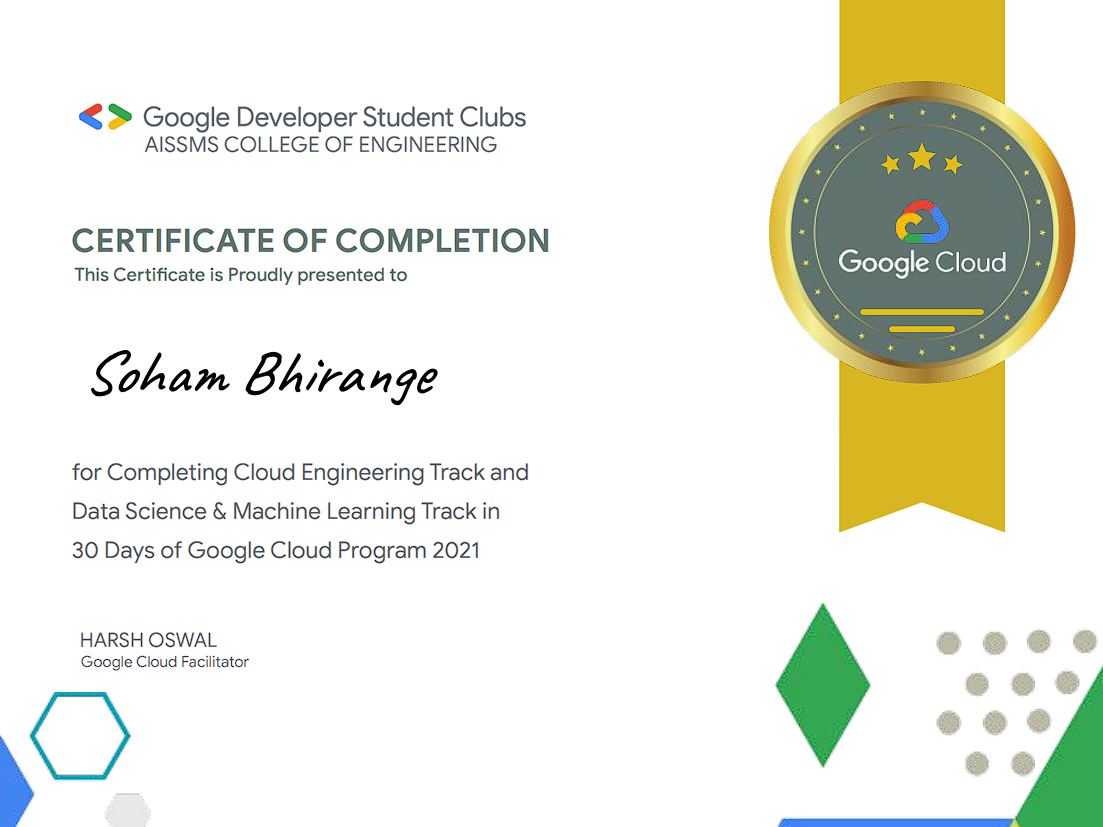 Google Developer Student Clubs
AISSMS COLLEGE OF ENGINEERING
CERTIFICATE OF COMPLETION
This Certificate is Proudly presented to
Soham Bhirange
for Completing Cloud Engineering Track and
Data Science & Machine Learning Track in
30 Days of Google Cloud Program 2021
HARSH OSWAL
Google Cloud Facilitator
Google Cloud